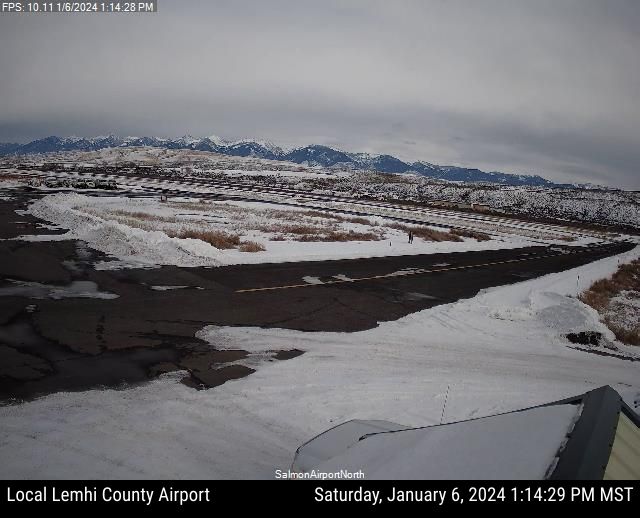 FPS: 10.11 1/6/2024 1:14:28 PM
SalmonAirportNorth
Local Lemhi County Airport
Saturday, January 6, 2024 1:14:29 PM MST